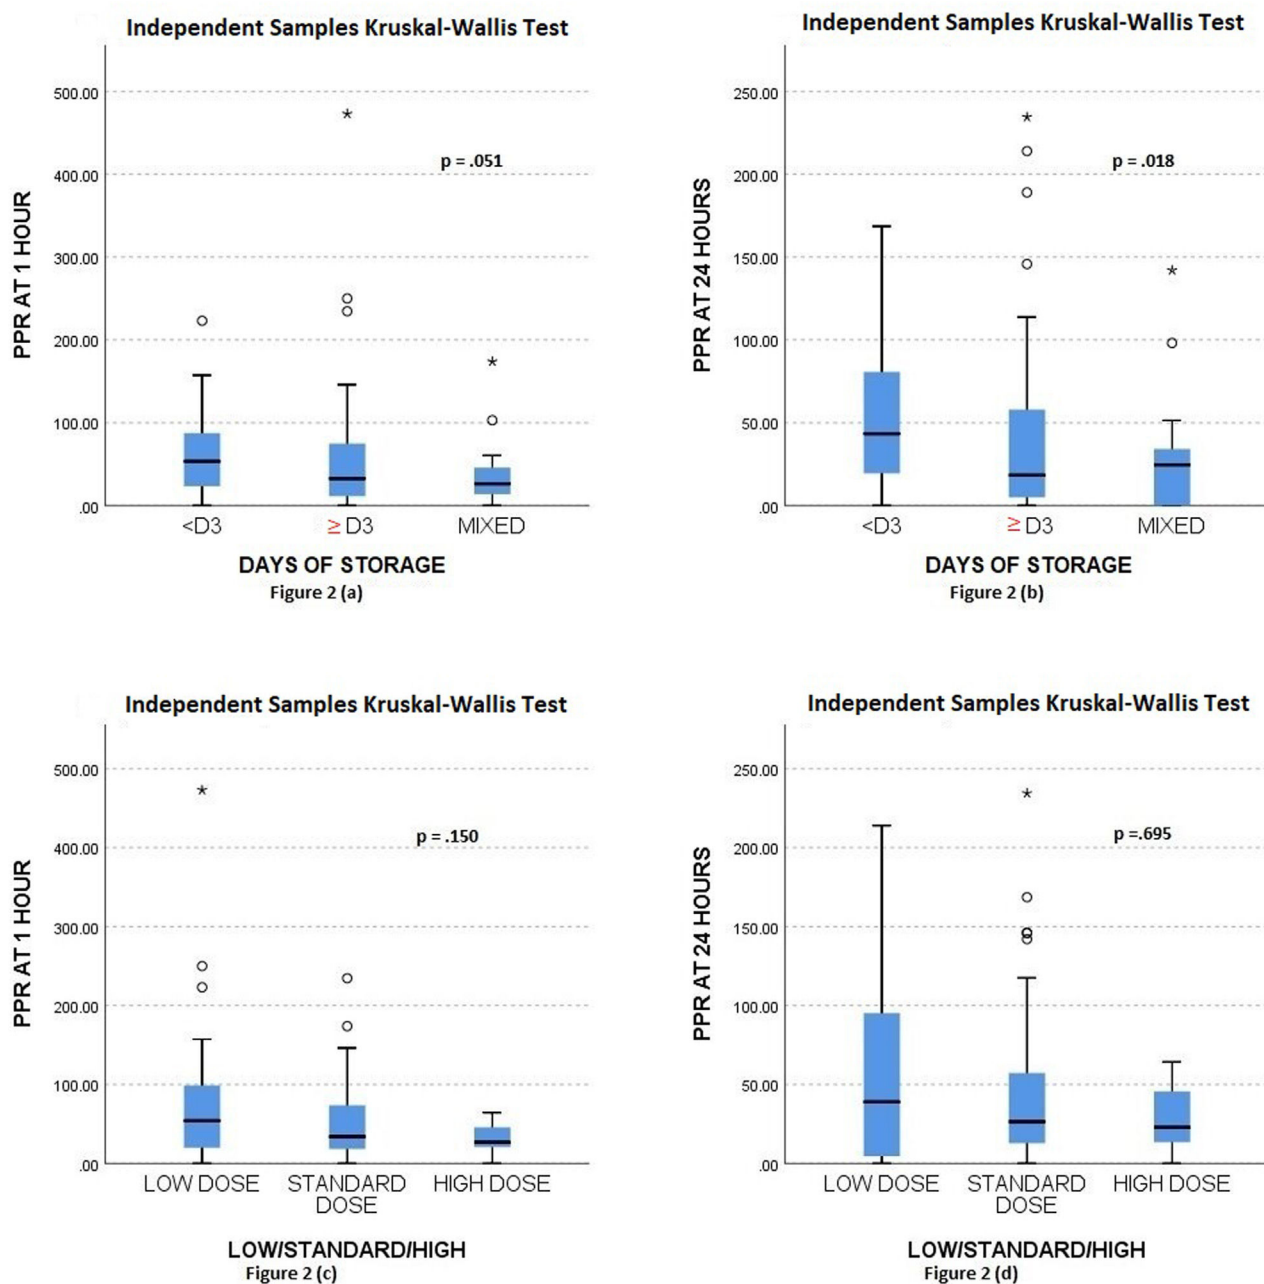 Independent Samples Kruskal-Wallis Test
500.00
400.00
300.00
200.00
100.00
.00
PPR AT 1 HOUR
p = .051
<D3
≥ D3
MIXED
DAYS OF STORAGE
Figure 2 (a)
Independent Samples Kruskal-Wallis Test
250.00
200.00
150.00
100.00
50.00
.00
PPR AT 24 HOURS
p = .018
<D3
≥ D3
MIXED
DAYS OF STORAGE
Figure 2 (b)
Independent Samples Kruskal-Wallis Test
500.00
400.00
300.00
200.00
100.00
.00
PPR AT 1 HOUR
p = .150
LOW DOSE
STANDARD
DOSE
HIGH DOSE
LOW/STANDARD/HIGH
Figure 2 (c)
Independent Samples Kruskal-Wallis Test
250.00
200.00
150.00
100.00
50.00
.00
PPR AT 24 HOURS
p =.695
LOW DOSE
STANDARD
DOSE
HIGH DOSE
LOW/STANDARD/HIGH
Figure 2 (d)